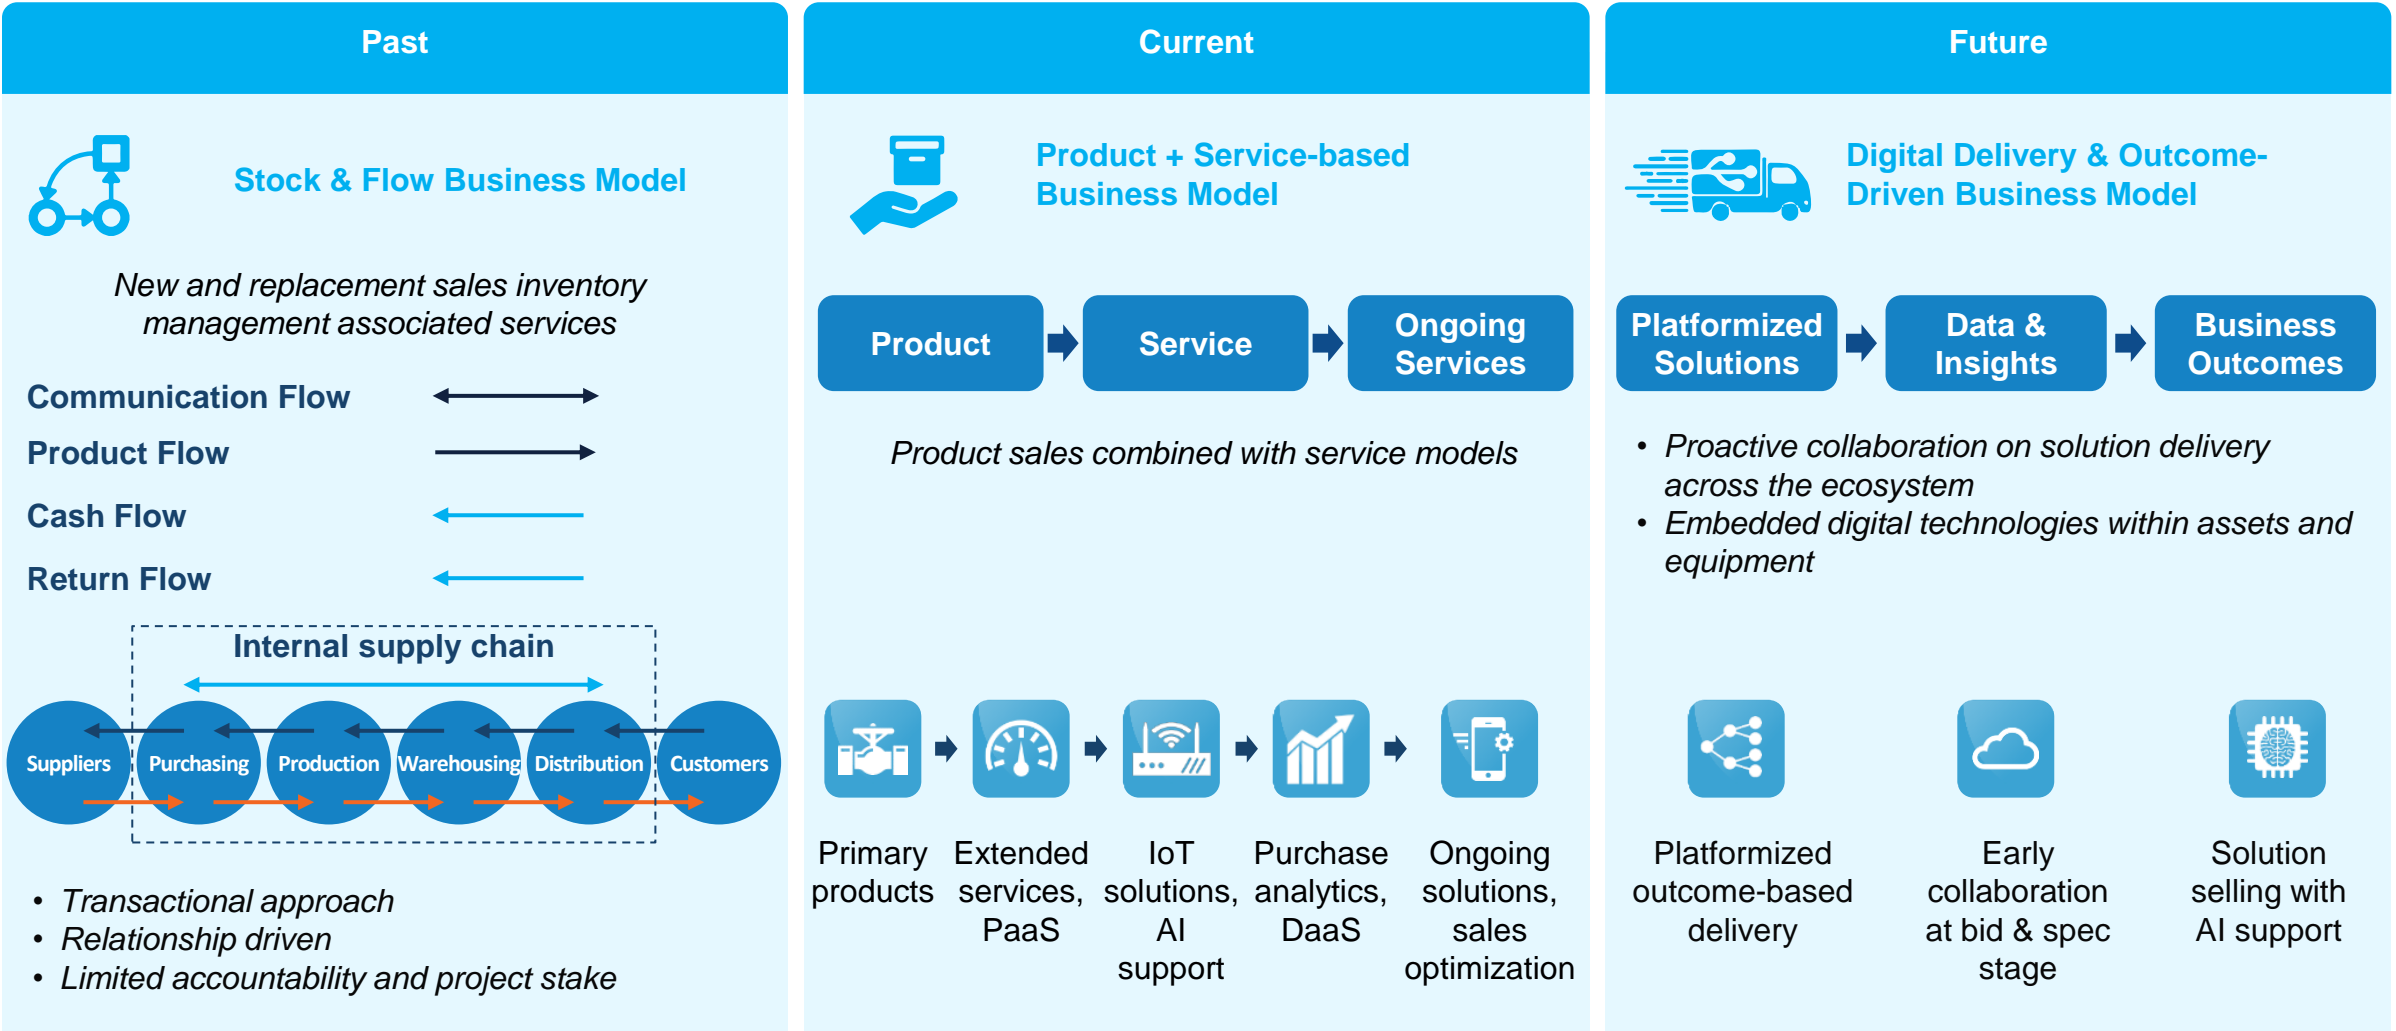 Past
Stock & Flow Business Model
New and replacement sales inventory
management associated services
Communication Flow
Product Flow
Cash Flow
Return Flow
Internal supply chain
Suppliers
Purchasing
Production
Warehousing
Distribution
Customers
• Transactional approach
• Relationship driven
• Limited accountability and project stake
Current
Product + Service-based
Business Model
Product
Service
Ongoing
Services
Product sales combined with service models
Primary
products
Extended
services,
PaaS
IoT
solutions,
AI
support
Purchase
analytics,
DaaS
Ongoing
solutions,
sales
optimization
Future
Digital Delivery & Outcome-
Driven Business Model
Platformized
Solutions
Data &
Insights
Business
Outcomes
• Proactive collaboration on solution delivery
across the ecosystem
• Embedded digital technologies within assets and
equipment
Platformized
outcome-based
delivery
Early
collaboration
at bid & spec
stage
Solution
selling with
AI support